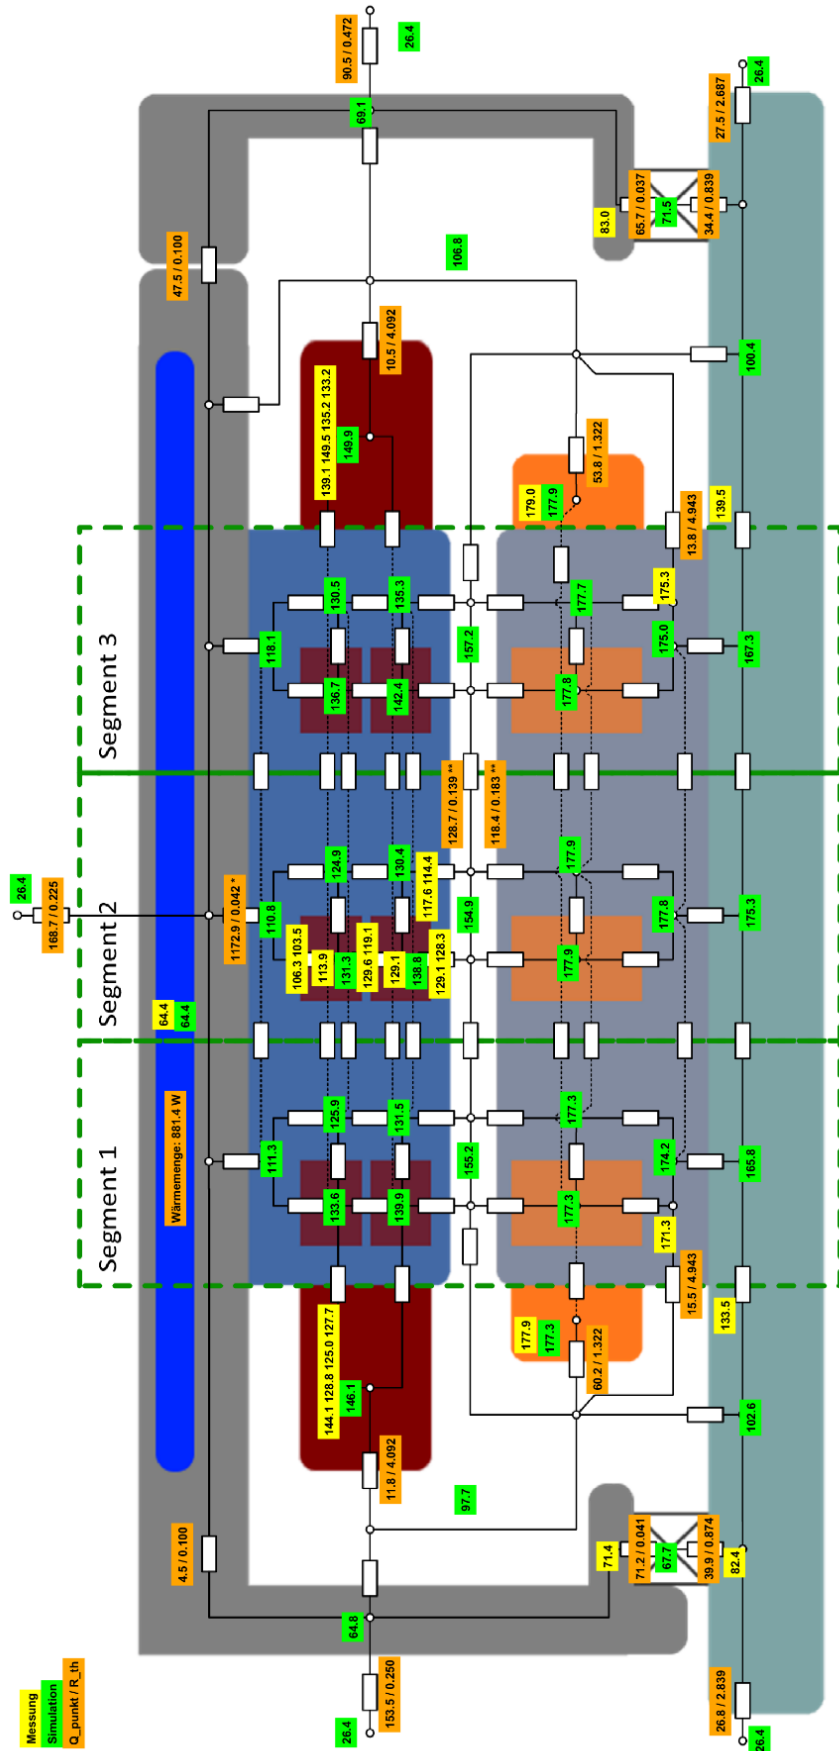 Messung
Simulation
Q_punkt / R_th
26.4
168.7 / 0.225
Segment 1
Segment 2
Segment 3
64.4
64.4
Wärmemenge: 881.4 W
4.5 / 0.100
47.5 / 0.100
1172.9 / 0.042 *
111.3
110.8
118.1
106.3 103.5
113.9
144.1 128.8 125.0 127.7
139.1 149.5 135.2 133.2
133.6
125.9
131.3
124.9
136.7
130.5
26.4
64.8
146.1
149.9
69.1
129.6 119.1
153.5 / 0.250
11.8 / 4.092
10.5 / 4.092
90.5 / 0.472
139.9
131.5
129.1
138.8
130.4
142.4
135.3
26.4
117.6 114.4
129.1 128.3
128.7 / 0.139 **
97.7
106.8
155.2
154.9
157.2
118.4 / 0.183 **
177.9
177.3
179.0
177.9
177.3
177.3
177.9
177.9
177.8
177.7
60.2 / 1.322
53.8 / 1.322
71.4
83.0
71.2 / 0.041
65.7 / 0.037
67.7
71.5
171.3
174.2
177.8
175.0
175.3
15.5 / 4.943
13.8 / 4.943
39.9 / 0.874
34.4 / 0.839
82.4
133.5
139.5
26.8 / 2.839
27.5 / 2.687
26.4
102.6
165.8
175.3
167.3
100.4
26.4